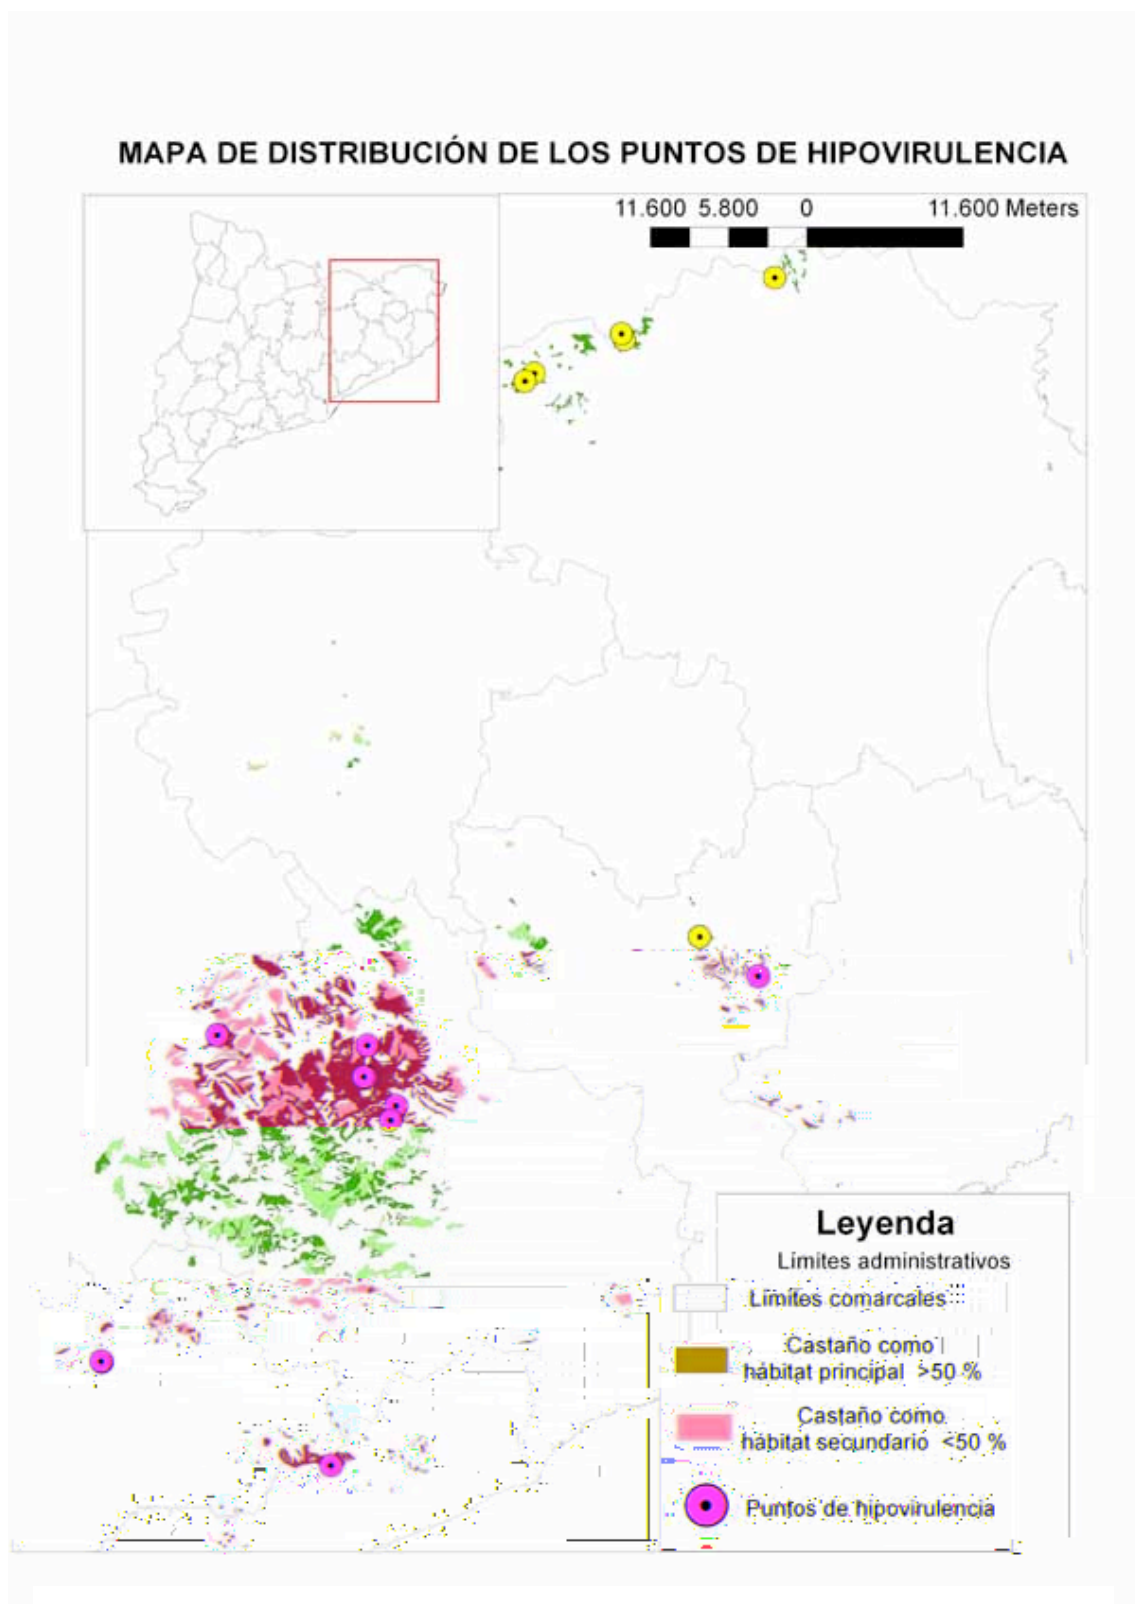 MAPA DE DISTRIBUCIÓN DE LOS PUNTOS DE HIPOVIRULENCIA
11.600 5.800 0 11.600 Meters
Leyenda
Límites administrativos
Límites comarcales
Castaño como
hábitat principal >50 %
Castaño como
hábitat secundario <50 %
Puntos de hipovirulencia